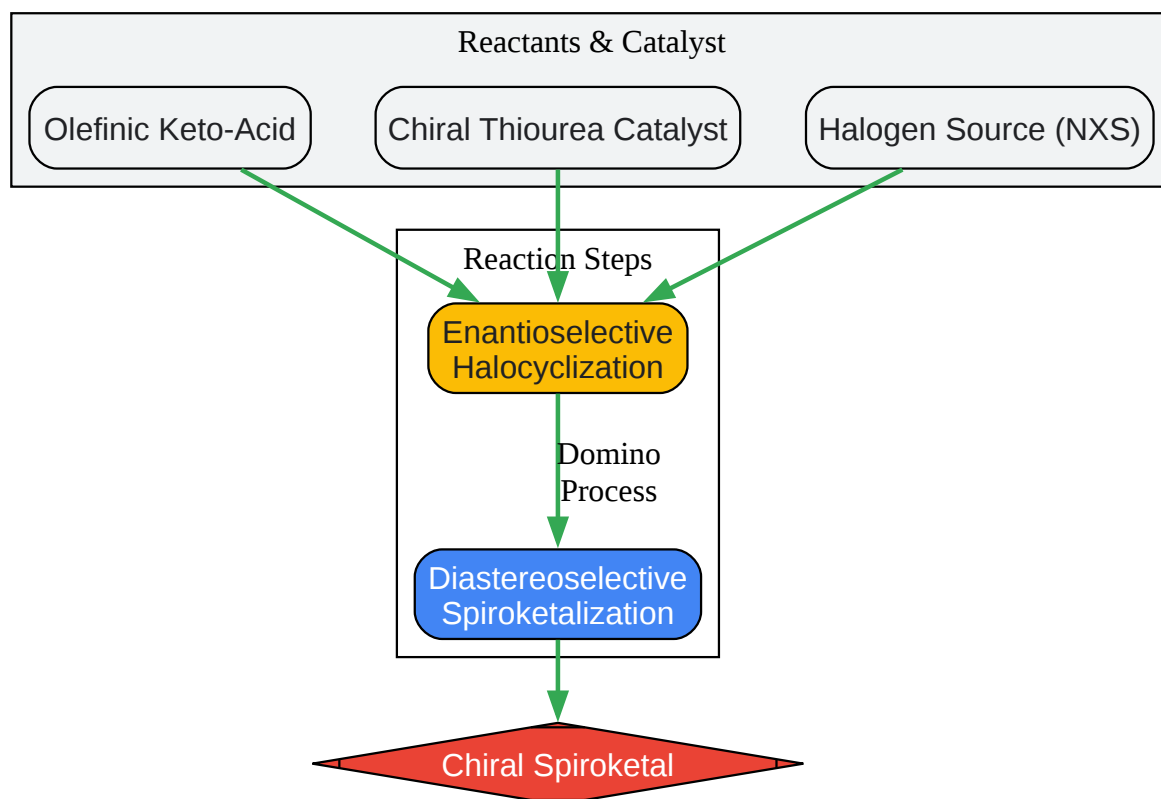 Reactants & Catalyst
Olefinic Keto-Acid
Chiral Thiourea Catalyst
Halogen Source (NXS)
Reaction Steps
Enantioselective
Halocyclization
Domino
Process
Diastereoselective
Spiroketalization
Chiral Spiroketal